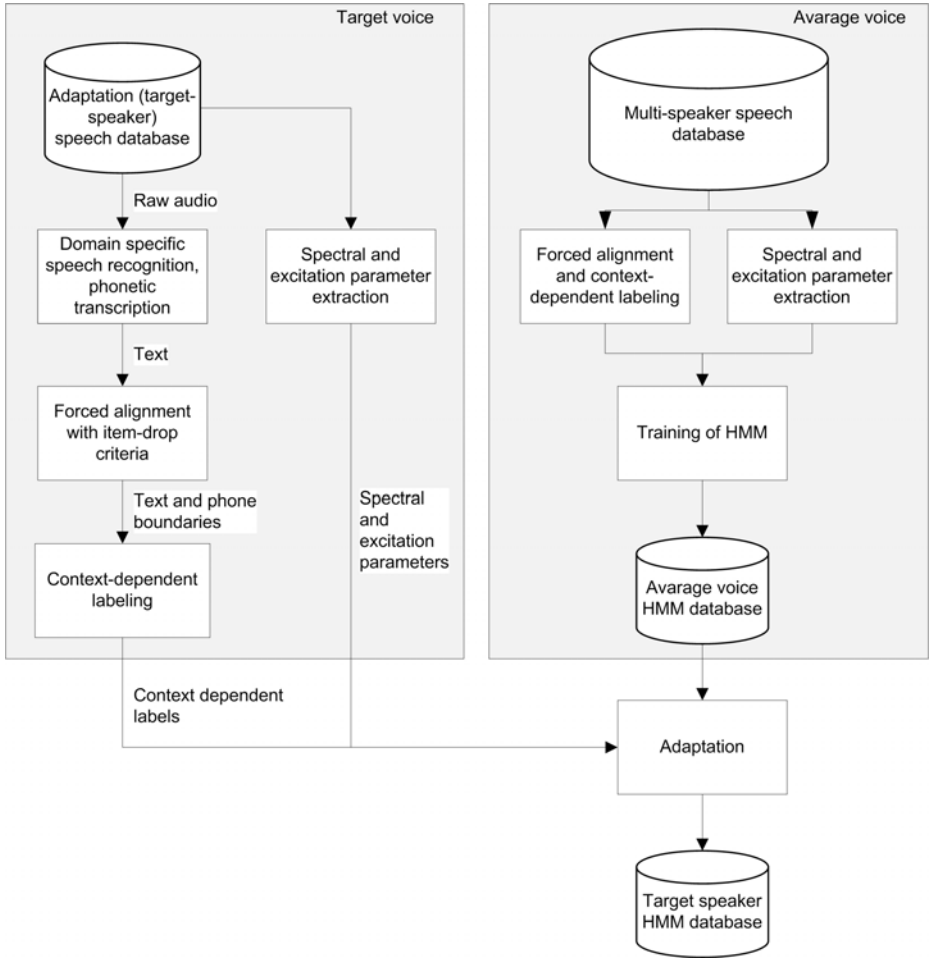 Target voice
Adaptation (target-
speaker)
speech database
Raw audio
Domain specific
speech recognition,
phonetic
transcription
Spectral and
excitation parameter
extraction
Text
Forced alignment
with item-drop
criteria
Text and phone
boundaries
Spectral
and
excitation
parameters
Context-dependent
labeling
Context dependent
labels
Avarage voice
Multi-speaker speech
database
Forced alignment
and context-
dependent labeling
Spectral and
excitation parameter
extraction
Training of HMM
Avarage voice
HMM database
Adaptation
Target speaker
HMM database